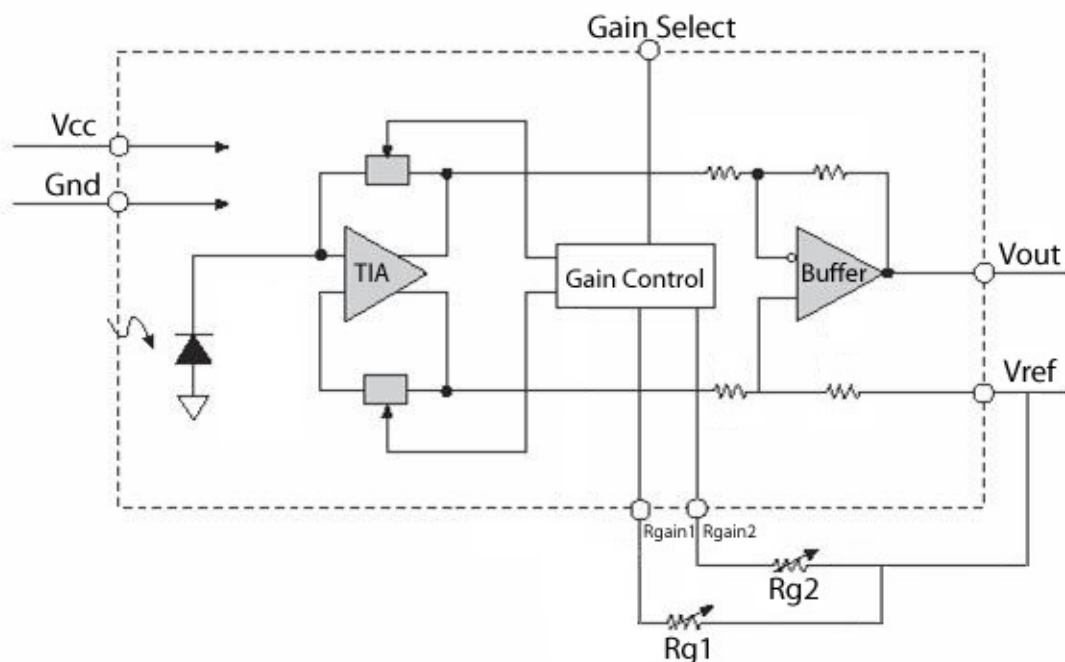 Gain Select
Vcc
Gnd
TIA
Gain Control
Buffer
Vout
Vref
Rgain1
Rgain2
Rg2
Rg1